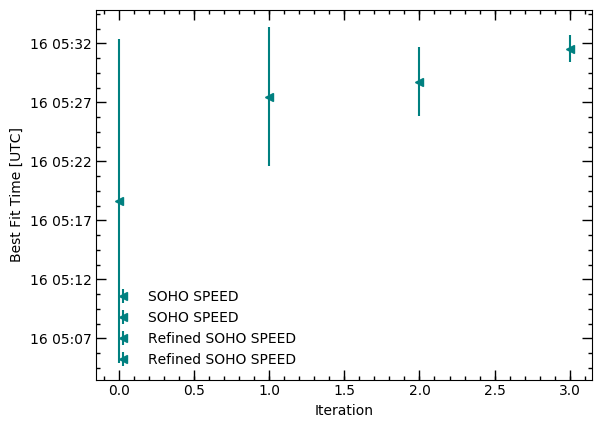 Best Fit Time [UTC]
16 05:32
16 05:27
16 05:22
16 05:17
16 05:12
16 05:07
SOHO SPEED
SOHO SPEED
Refined SOHO SPEED
Refined SOHO SPEED
0.0 0.5 1.0 1.5 2.0 2.5 3.0
Iteration